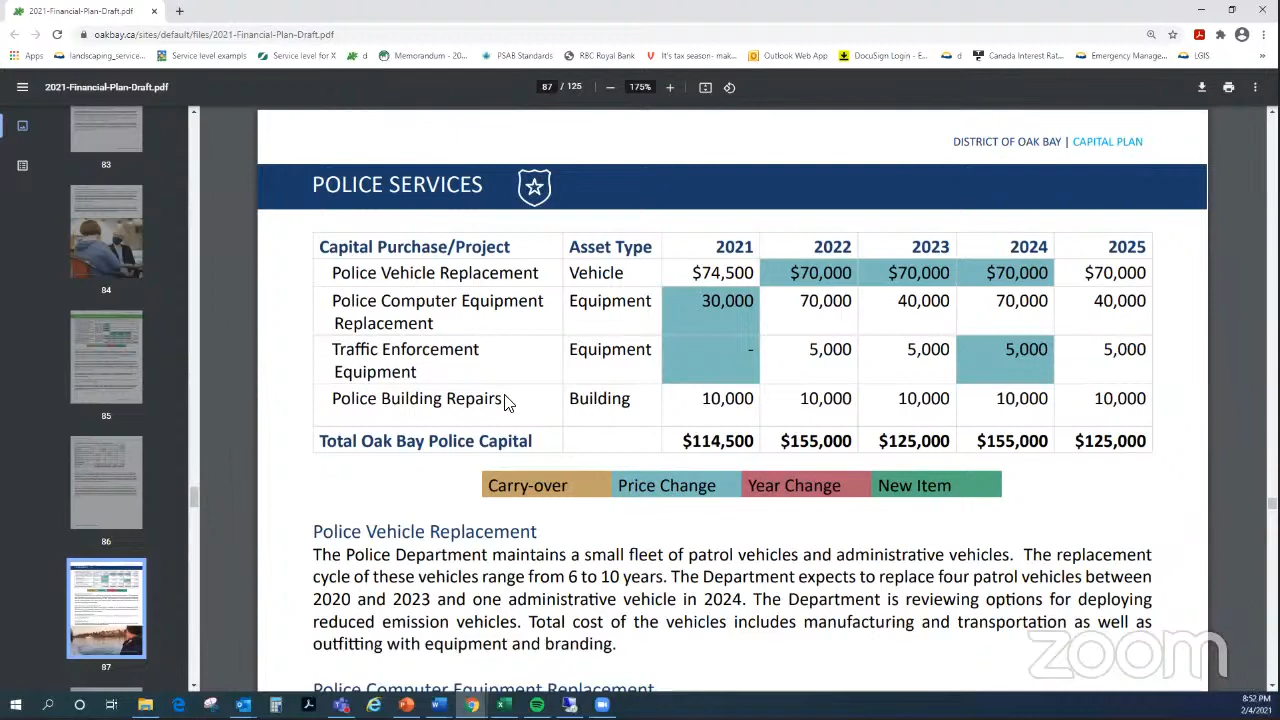 2021-Financial-Plan-Draft.pdf
oakbay.ca/sites/default/files/2021-Financial-Plan-Draft.pdf
Apps landscaping_service... Service level examples Service level for X d Memorandum - 20... PSAB Standards RBC Royal Bank It's tax season- mak... Outlook Web App DocuSign Login - E... d Canada Interest Rat... Emergency Manage... LGIS
2021-Financial-Plan-Draft.pdf 87 / 125 175%
83
84
85
86
87
DISTRICT OF OAK BAY | CAPITAL PLAN
POLICE SERVICES
Capital Purchase/Project Asset Type 2021 2022 2023 2024 2025
Police Vehicle Replacement Vehicle $74,500 $70,000 $70,000 $70,000 $70,000
Police Computer Equipment Equipment 30,000 70,000 40,000 70,000 40,000
Replacement
Traffic Enforcement Equipment - 5,000 5,000 5,000 5,000
Equipment
Police Building Repairs Building 10,000 10,000 10,000 10,000 10,000
Total Oak Bay Police Capital $114,500 $155,000 $125,000 $155,000 $125,000
Carry-over Price Change Year Change New Item
Police Vehicle Replacement
The Police Department maintains a small fleet of patrol vehicles and administrative vehicles. The replacement
cycle of these vehicles range from 6 to 10 years. The Department expects to replace four patrol vehicles between
2020 and 2023 and one administrative vehicle in 2024. The Department is reviewing options for deploying
reduced emission vehicles. Total cost of the vehicles includes manufacturing and transportation as well as
outfitting with equipment and branding.
Police Computer Equipment Replacement
zoom
8:52 PM
2/4/2021